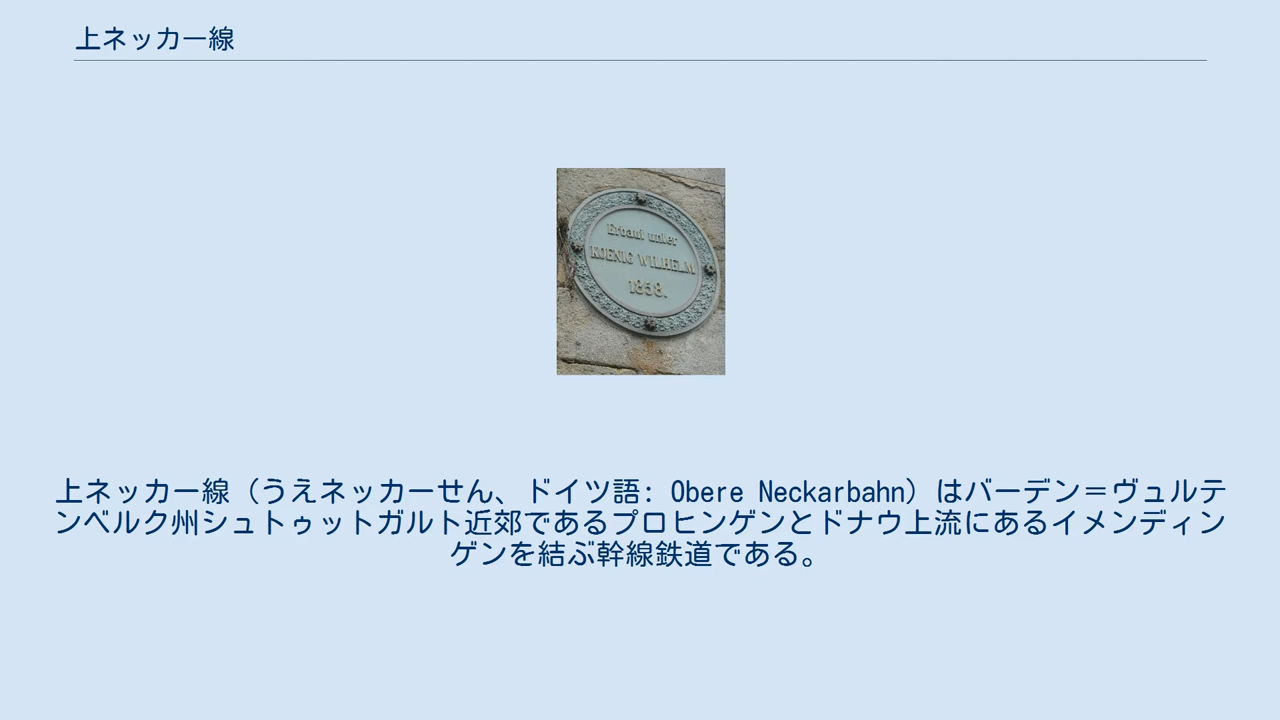 上ネッカー線
Erbaut unter
KOENIG WILHELM
1858.
上ネッカー線（うえネッカーせん、ドイツ語: Obere Neckarbahn）はバーデン＝ヴュルテ
ンベルク州シュトゥットガルト近郊であるプロヒンゲンとドナウ上流にあるイメンディン
ゲンを結ぶ幹線鉄道である。